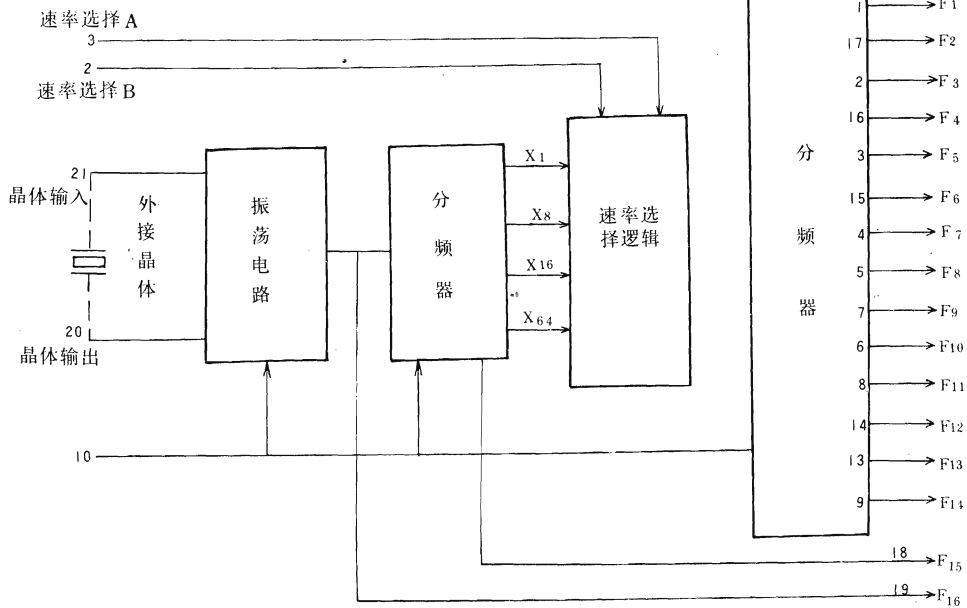 速率选择A
3
2
速率选择B
21
晶体输入
外接晶体
20
晶体输出
振荡电路
分频器
X1
X8
X16
X64
速率选择逻辑
10
分频器
1 F1
17 F2
2 F3
16 F4
3 F5
15 F6
4 F7
5 F8
7 F9
6 F10
8 F11
14 F12
13 F13
9 F14
18 F15
19 F16